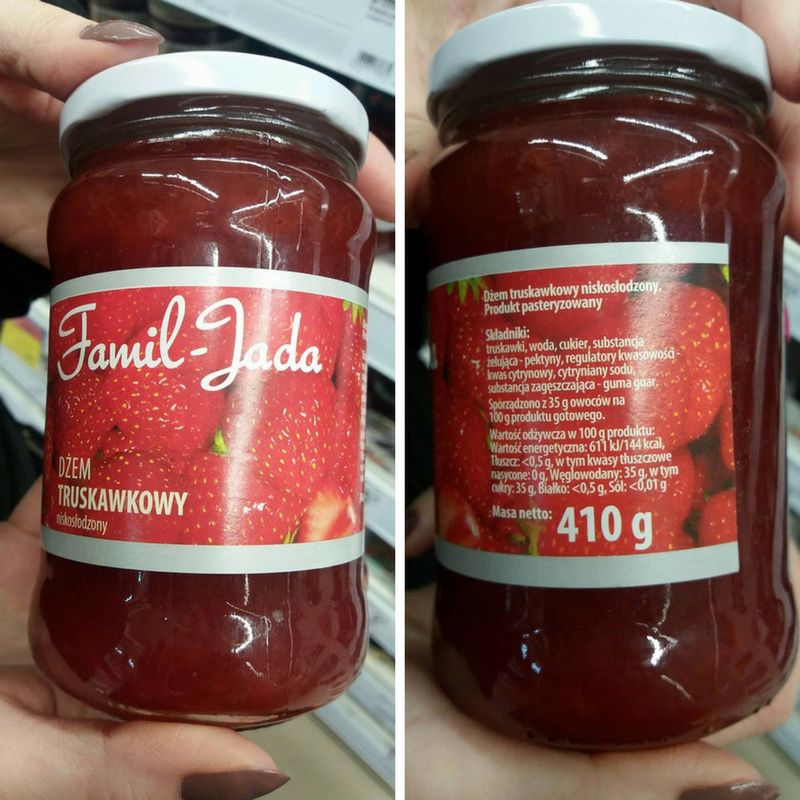 Famil-Jada
DŻEM
TRUSKAWKOWY
niskosłodzony
Dżem truskawkowy niskosłodzony.
Produkt pasteryzowany
Składniki:
truskawki, woda, cukier, substancja
żelująca - pektyny, regulatory kwasowości -
kwas cytrynowy, cytryniany sodu,
substancja zagęszczająca - guma guar.
Sporządzono z 35 g owoców na
100 g produktu gotowego.
Wartość odżywcza w 100 g produktu:
Wartość energetyczna: 611 kJ/144 kcal,
Tłuszcz: <0,5 g, w tym kwasy tłuszczowe
nasycone: 0 g, Węglowodany: 35 g, w tym
cukry: 35 g, Białko: <0,5 g, Sól: <0,01 g
Masa netto: 410 g